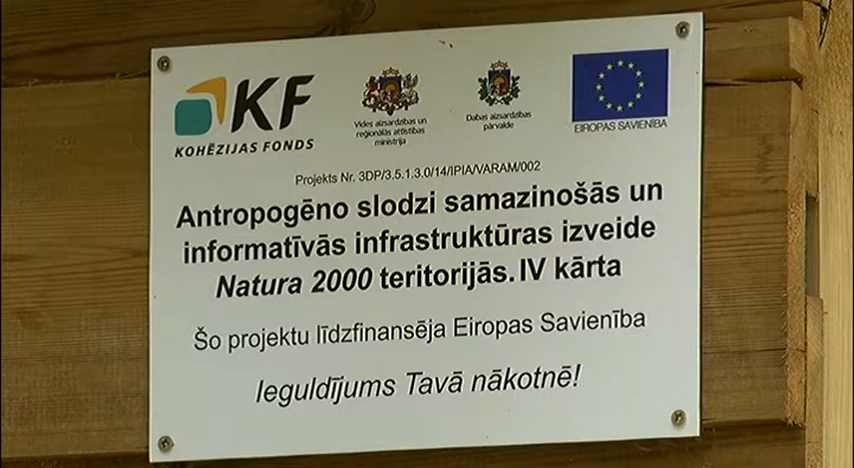 KF
KOHĒZIJAS FONDS
Vides aizsardzības un
reģionālās attīstības
ministrija
Dabas aizsardzības
pārvalde
EIROPAS SAVIENĪBA
Projekts Nr. 3DP/3.5.1.3.0/14/IPIA/VARAM/002
Antropogēno slodzi samazinošās un
informatīvās infrastruktūras izveide
Natura 2000 teritorijās. IV kārta
Šo projektu līdzfinansēja Eiropas Savienība
Ieguldījums Tavā nākotnē!